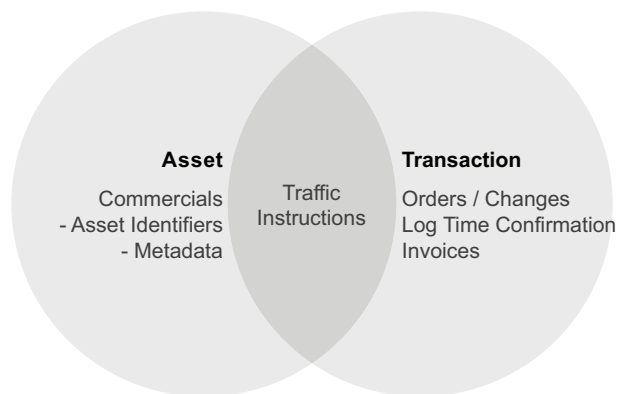 Asset
Commercials
- Asset Identifiers
- Metadata
Traffic
Instructions
Transaction
Orders / Changes
Log Time Confirmation
Invoices